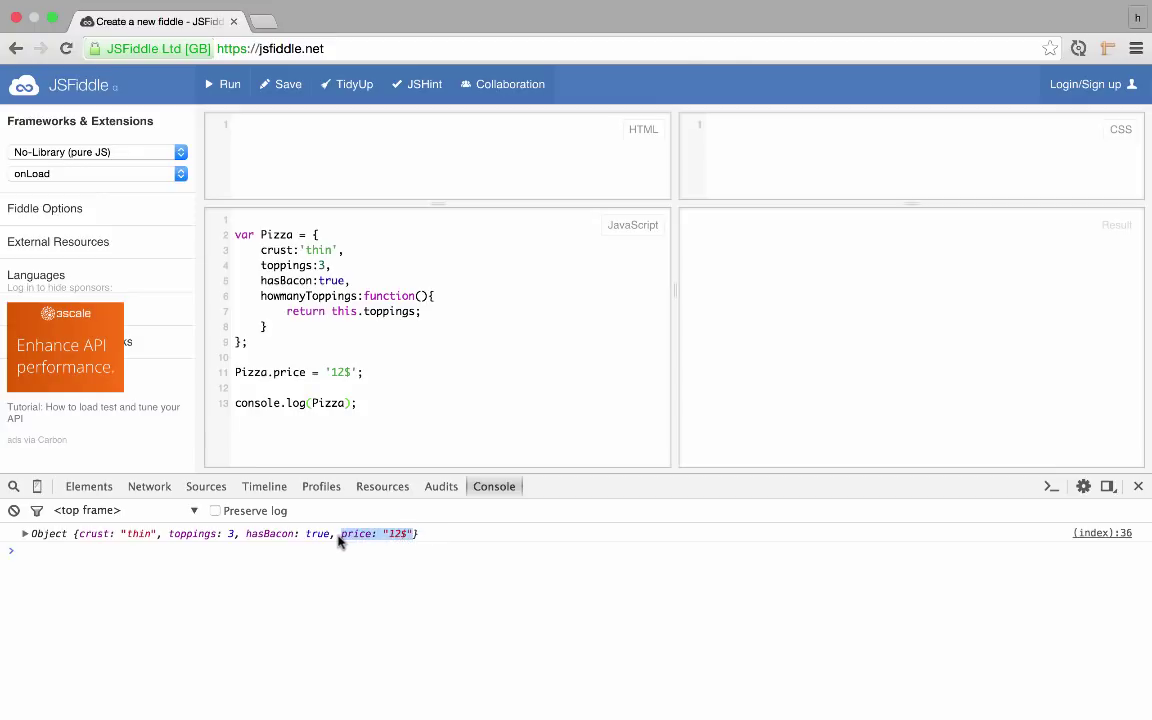 Create a new fiddle - JSFidd
h
JSFiddle Ltd [GB] https://jsfiddle.net
JSFiddle
Run Save TidyUp JSHint Collaboration Login/Sign up
Frameworks & Extensions
No-Library (pure JS)
onLoad
Fiddle Options
External Resources
Languages
Log in to hide sponsors:
3scale
Enhance API
performance.
ks
Tutorial: How to load test and tune your
API
ads via Carbon
1
HTML
1
CSS
JavaScript
Result
1
2 var Pizza = {
3 crust:'thin',
4 toppings:3,
5 hasBacon:true,
6 howmanyToppings:function(){
7 return this.toppings;
8 }
9 };
10
11 Pizza.price = '12$';
12
13 console.log(Pizza);
Elements Network Sources Timeline Profiles Resources Audits Console
<top frame> Preserve log
Object {crust: "thin", toppings: 3, hasBacon: true, price: "12$"} (index):36